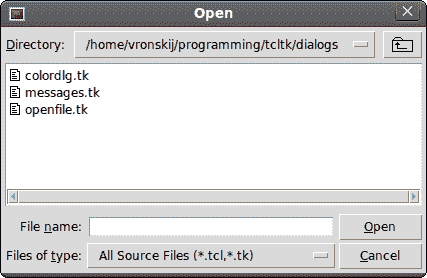 Open
Directory: /home/vronskij/programming/tcltk/dialogs
colordlg.tk
messages.tk
openfile.tk
File name: Open
Files of type: All Source Files (*.tcl,*.tk) Cancel